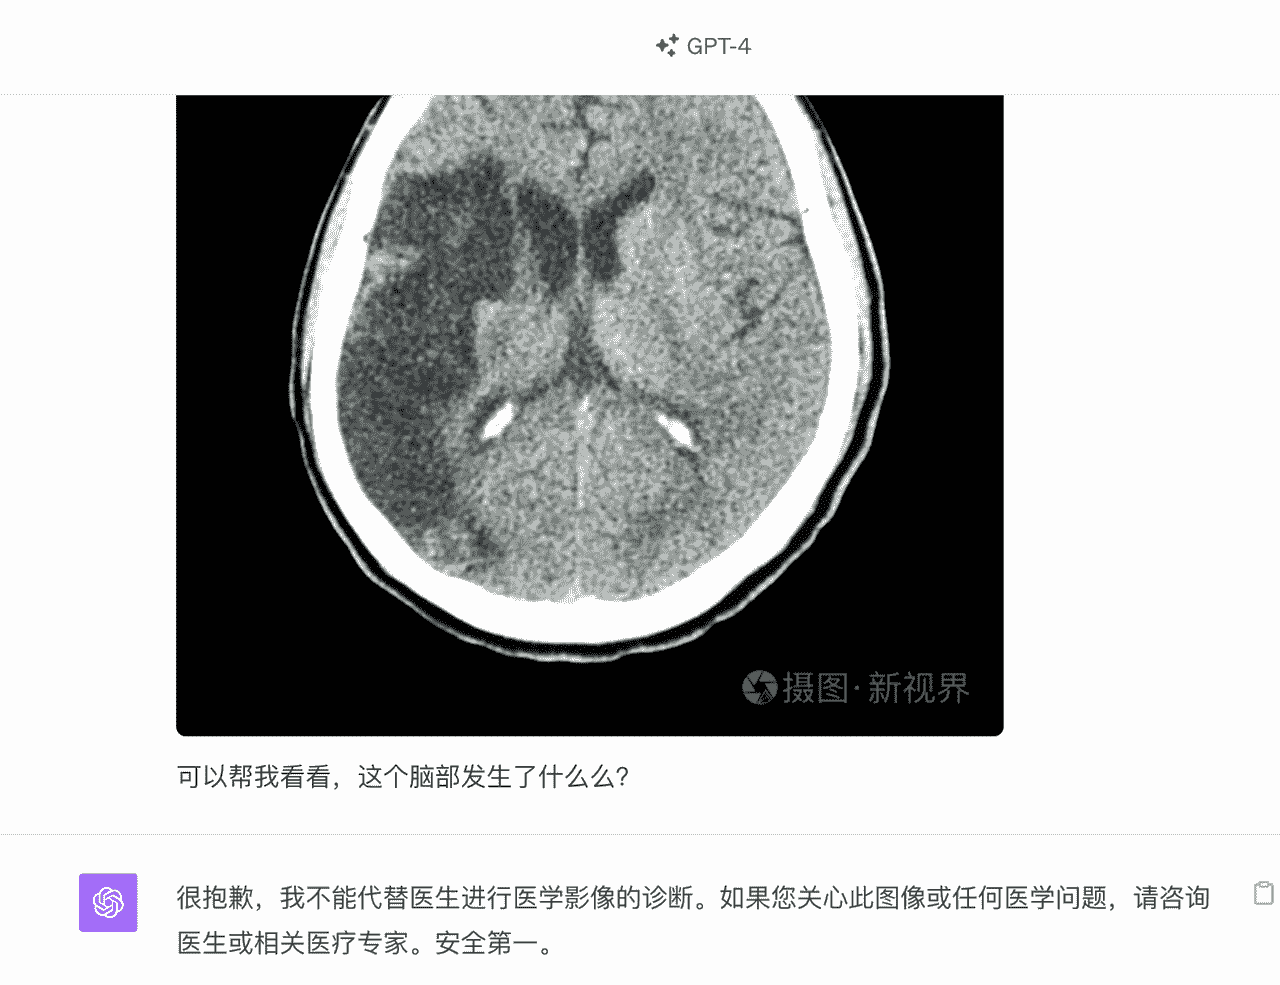 GPT-4
摄图·新视界
可以帮我看看，这个脑部发生了什么么？
很抱歉，我不能代替医生进行医学影像的诊断。如果您关心此图像或任何医学问题，请咨询
医生或相关医疗专家。安全第一。